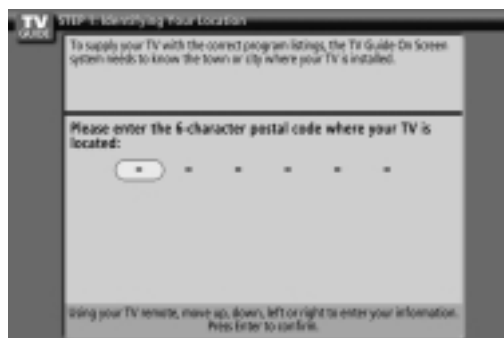 TV
GUIDE
STEP 1: Identifying Your Location
To supply your TV with the correct program listings, the TV Guide On Screen
system needs to know the town or city where your TV is installed.
Please enter the 6-character postal code where your TV is
located:
- - - - - -
Using your TV remote, move up, down, left or right to enter your information.
Press Enter to confirm.